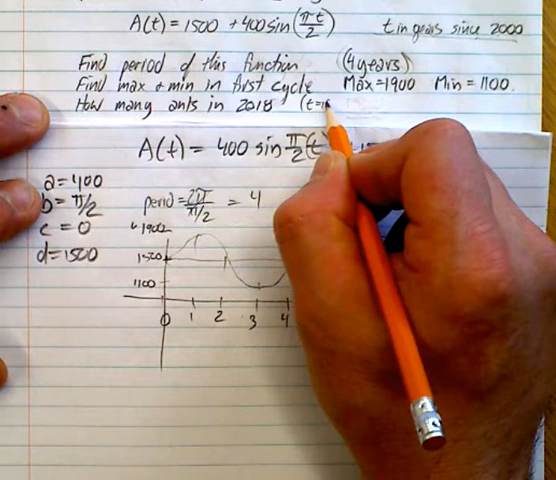 A(t) = 1500 + 400 sin(πt/2) t in years since 2000
Find period of this function (4 years)
Find max + min in first cycle Max = 1900 Min = 1100.
How many ants in 2018 (t=
A(t) = 400 sin π/2 (t
a = 400
b = π/2
c = 0
d = 1500
period = 2π/π/2 = 4
1900
1500
1100
0 1 2 3 4